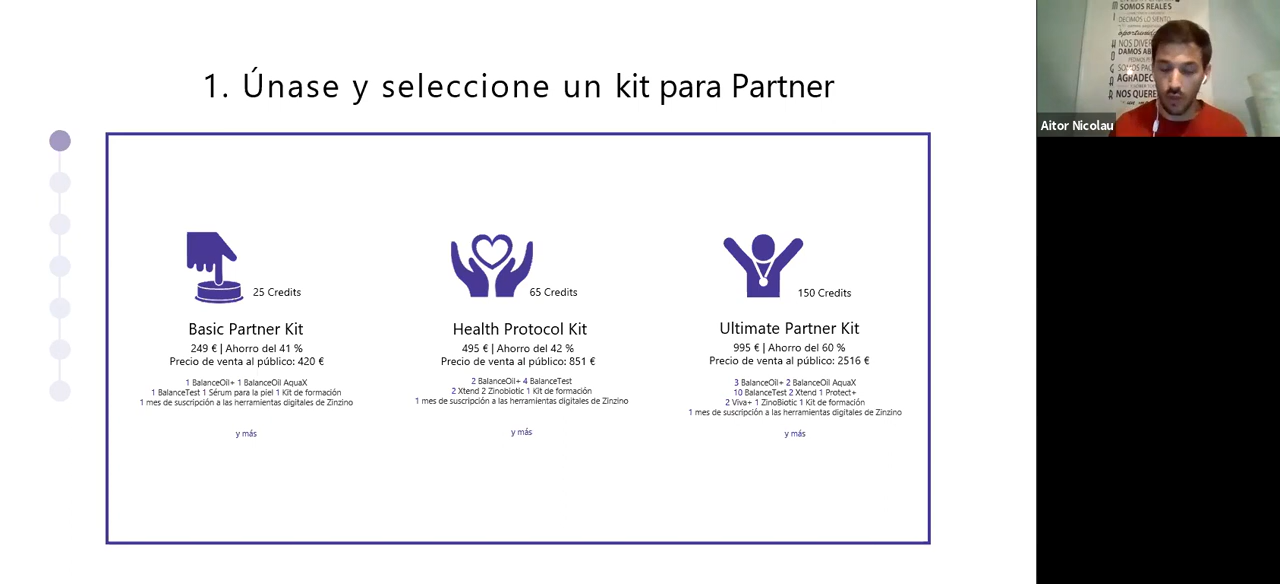 1. Únase y seleccione un kit para Partner
25 Credits
Basic Partner Kit
249 € | Ahorro del 41 %
Precio de venta al público: 420 €
1 BalanceOil+ 1 BalanceOil AquaX
1 BalanceTest 1 Sérum para la piel 1 Kit de formación
1 mes de suscripción a las herramientas digitales de Zinzino
y más
65 Credits
Health Protocol Kit
495 € | Ahorro del 42 %
Precio de venta al público: 851 €
2 BalanceOil+ 4 BalanceTest
2 Xtend 2 Zinobiotic 1 Kit de formación
1 mes de suscripción a las herramientas digitales de Zinzino
y más
150 Credits
Ultimate Partner Kit
995 € | Ahorro del 60 %
Precio de venta al público: 2516 €
3 BalanceOil+ 2 BalanceOil AquaX
10 BalanceTest 2 Xtend 1 Protect+
2 Viva+ 1 ZinoBiotic 1 Kit de formación
1 mes de suscripción a las herramientas digitales de Zinzino
y más
SOMOS REALES
DECIMOS LO SIENTO
NOS DIVER
DAMOS AB
SOMOS PAC
AGRADEC
NOS QUERE
Aitor Nicolau